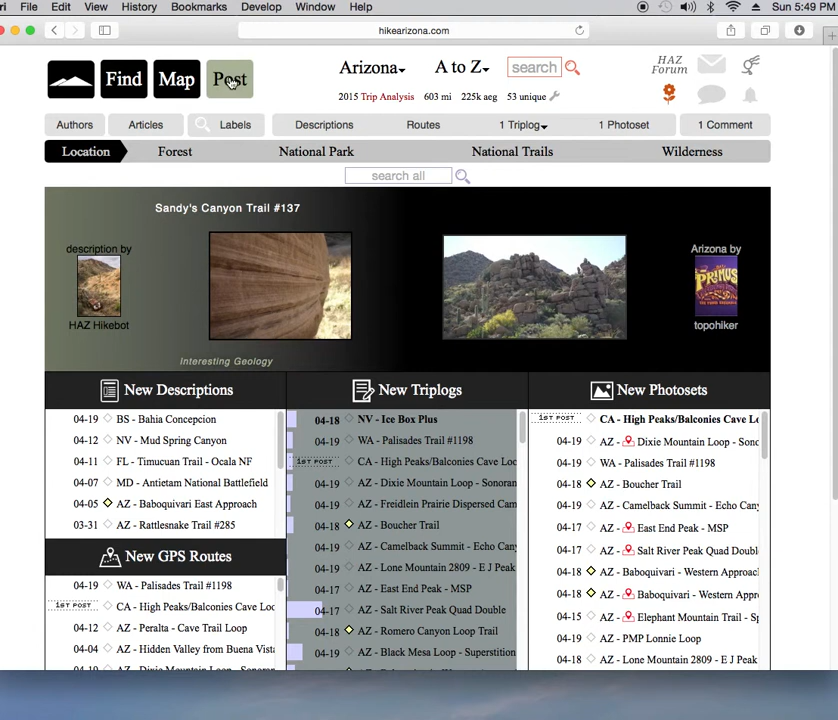 File Edit View History Bookmarks Develop Window Help Sun 5:49 PM
hikearizona.com
Find Map Post Arizona A to Z search HAZ Forum
2015 Trip Analysis 603 mi 225k aeg 53 unique
Authors Articles Labels Descriptions Routes 1 Triplog 1 Photoset 1 Comment
Location Forest National Park National Trails Wilderness
search all
Sandy's Canyon Trail #137
description by
HAZ Hikebot
Arizona by
PRIMUS
topohiker
Interesting Geology
New Descriptions
04-19 BS - Bahia Concepcion
04-12 NV - Mud Spring Canyon
04-11 FL - Timucuan Trail - Ocala NF
04-07 MD - Antietam National Battlefield
04-05 AZ - Baboquivari East Approach
03-31 AZ - Rattlesnake Trail #285
New GPS Routes
04-19 WA - Palisades Trail #1198
1ST POST CA - High Peaks/Balconies Cave Loo
04-12 AZ - Peralta - Cave Trail Loop
04-04 AZ - Hidden Valley from Buena Vista
New Triplogs
04-18 NV - Ice Box Plus
04-19 WA - Palisades Trail #1198
1ST POST CA - High Peaks/Balconies Cave Loo
04-19 AZ - Dixie Mountain Loop - Sonoran
04-19 AZ - Freidlein Prairie Dispersed Cam
04-18 AZ - Boucher Trail
04-19 AZ - Camelback Summit - Echo Cany
04-19 AZ - Lone Mountain 2809 - E J Peak
04-17 AZ - East End Peak - MSP
04-17 AZ - Salt River Peak Quad Double
04-18 AZ - Romero Canyon Loop Trail
04-19 AZ - Black Mesa Loop - Superstition
New Photosets
1ST POST CA - High Peaks/Balconies Cave Lo
04-19 AZ - Dixie Mountain Loop - Sono
04-19 WA - Palisades Trail #1198
04-18 AZ - Boucher Trail
04-19 AZ - Camelback Summit - Echo Cany
04-17 AZ - East End Peak - MSP
04-17 AZ - Salt River Peak Quad Double
04-18 AZ - Baboquivari - Western Approac
04-18 AZ - Baboquivari - Western Appr
04-15 AZ - Elephant Mountain Trail - Sp
04-19 AZ - PMP Lonnie Loop
04-18 AZ - Lone Mountain 2809 - E J Peak